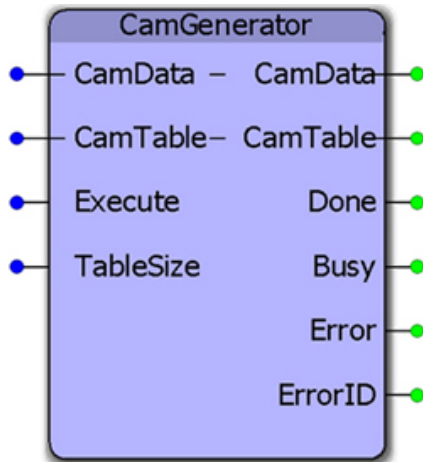 CamGenerator
CamData – CamData
CamTable – CamTable
Execute Done
TableSize Busy
Error
ErrorID